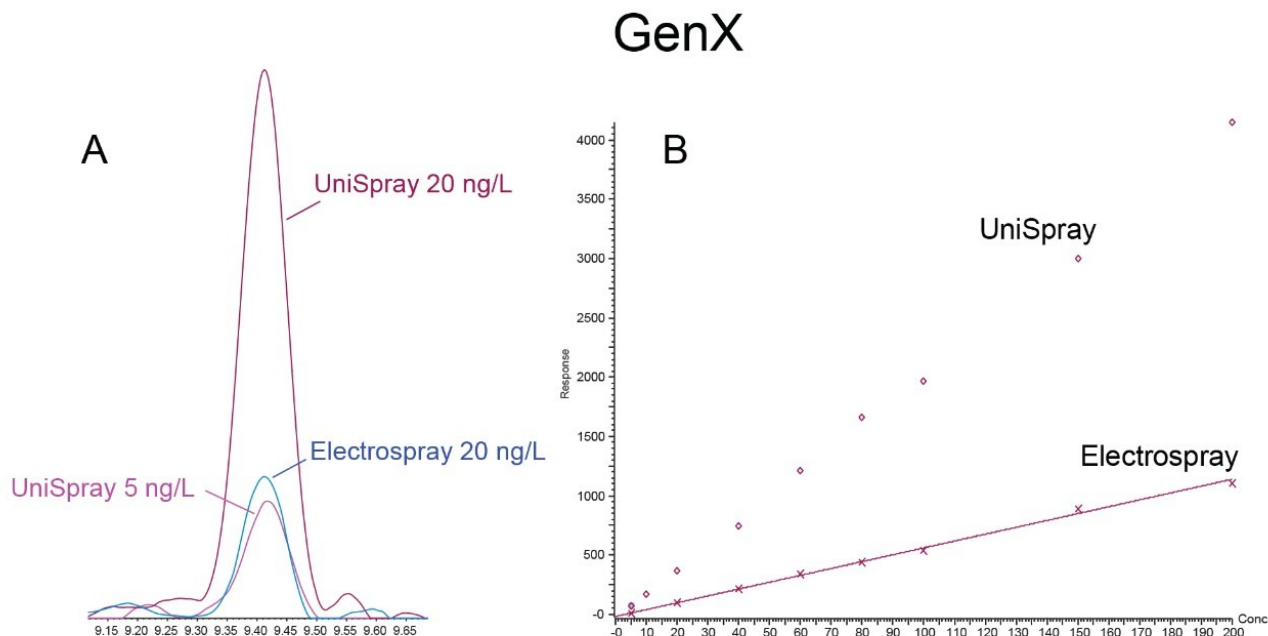 GenX
A
UniSpray 20 ng/L
Electrospray 20 ng/L
UniSpray 5 ng/L
9.15 9.20 9.25 9.30 9.35 9.40 9.45 9.50 9.55 9.60 9.65
B
4000
3500
3000
2500
2000
1500
1000
500
-0
Response
UniSpray
Electrospray
-0 10 20 30 40 50 60 70 80 90 100 110 120 130 140 150 160 170 180 190 200
Conc